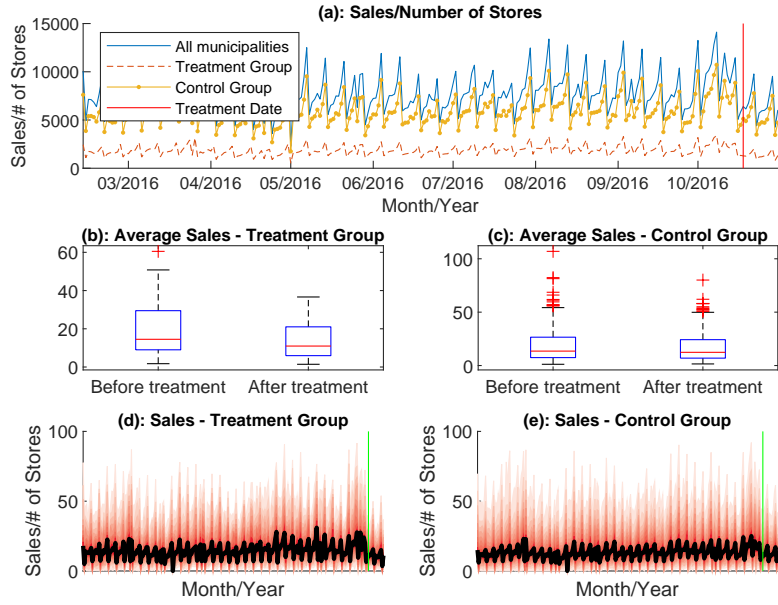 (a): Sales/Number of Stores
Sales/# of Stores
15000
10000
5000
0
All municipalities
Treatment Group
Control Group
Treatment Date
03/2016 04/2016 05/2016 06/2016 07/2016 08/2016 09/2016 10/2016
Month/Year
(b): Average Sales - Treatment Group
60
40
20
0
Before treatment After treatment
(c): Average Sales - Control Group
100
50
0
Before treatment After treatment
(d): Sales - Treatment Group
Sales/# of Stores
100
50
0
Month/Year
(e): Sales - Control Group
Sales/# of Stores
100
50
0
Month/Year